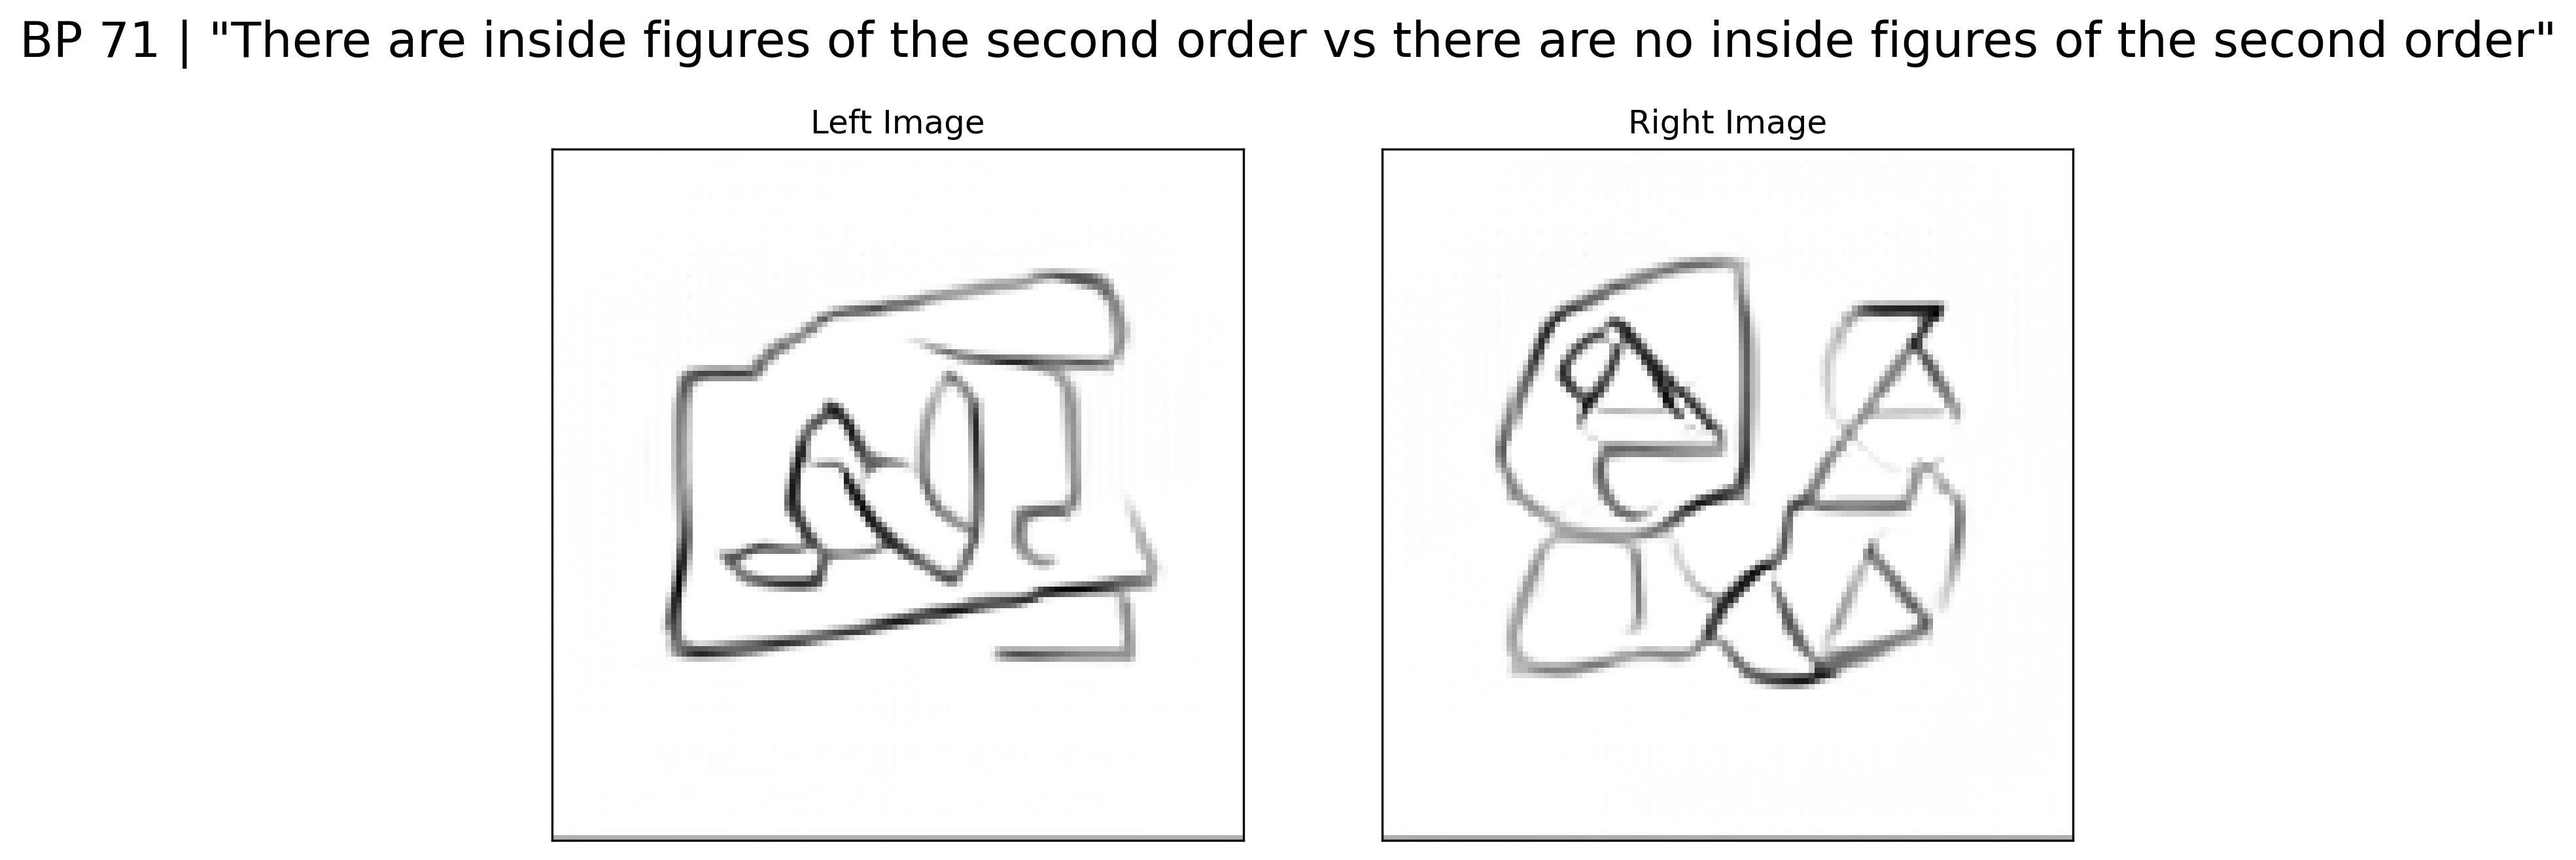 BP 71 | "There are inside figures of the second order vs there are no inside figures of the second order"
Left Image
Right Image